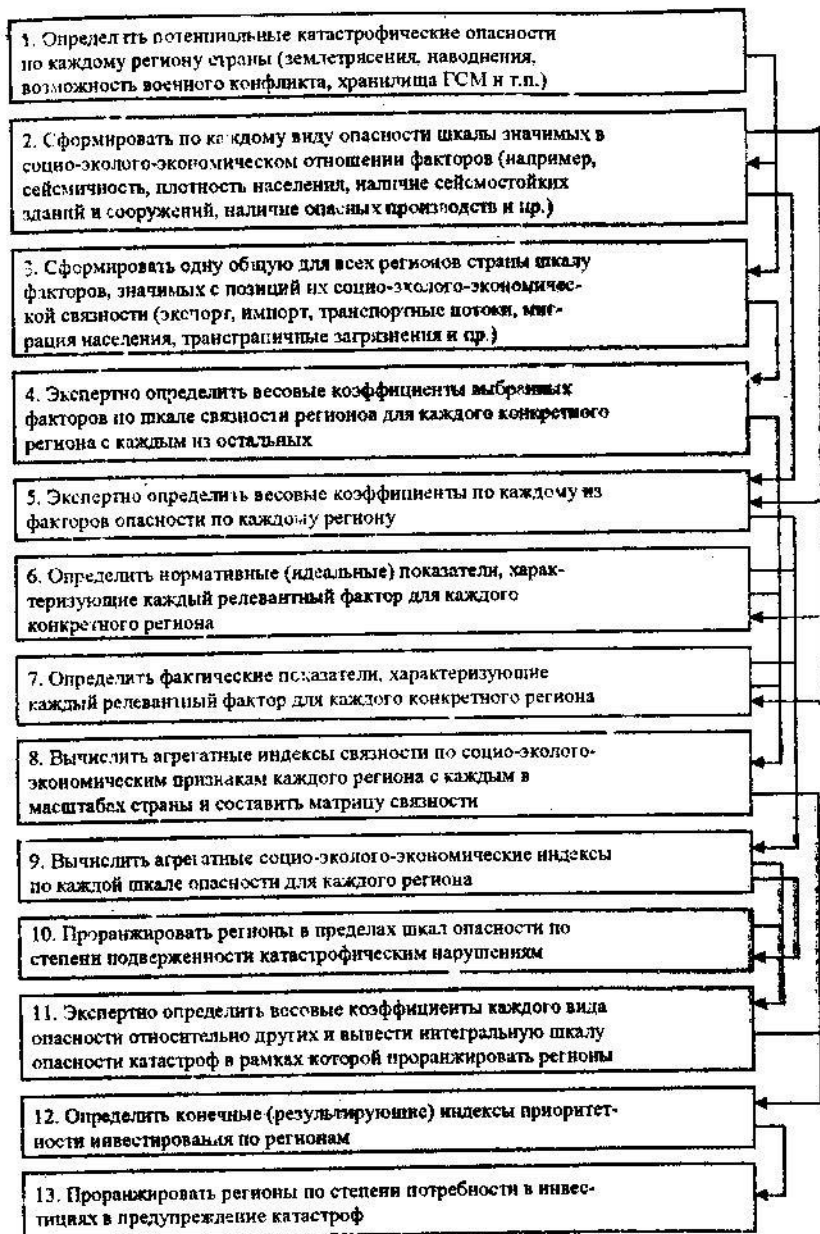 1. Определить потенциальные катастрофические опасности
по каждому региону страны (землетрясения, наводнения,
возможность военного конфликта, хранилища ГСМ и т.п.)
2. Сформировать по каждому виду опасности шкалы значимых в
социо-эколого-экономическом отношении факторов (например,
сейсмичность, плотность населения, наличие сейсмостойких
зданий и сооружений, наличие опасных производств и пр.)
3. Сформировать одну общую для всех регионов страны шкалу
факторов, значимых с позиций их социо-эколого-экономичес-
кой связности (экспорт, импорт, транспортные потоки, миг-
рация населения, трансграничные загрязнения и пр.)
4. Экспертно определить весовые коэффициенты выбранных
факторов по шкале связности регионов для каждого конкретного
региона с каждым из остальных
5. Экспертно определить весовые коэффициенты по каждому из
факторов опасности по каждому региону
6. Определить нормативные (идеальные) показатели, харак-
теризующие каждый релевантный фактор для каждого
конкретного региона
7. Определить фактические показатели, характеризующие
каждый релевантный фактор для каждого конкретного региона
8. Вычислить агрегатные индексы связности по социо-эколого-
экономическим признакам каждого региона с каждым в
масштабах страны и составить матрицу связности
9. Вычислить агрегатные социо-эколого-экономические индексы
по каждой шкале опасности для каждого региона
10. Проранжировать регионы в пределах шкал опасности по
степени подверженности катастрофическим нарушениям
11. Экспертно определить весовые коэффициенты каждого вида
опасности относительно других и вывести интегральную шкалу
опасности катастроф в рамках которой проранжировать регионы
12. Определить конечные (результирующие) индексы приоритет-
ности инвестирования по регионам
13. Проранжировать регионы по степени потребности в инвес-
тициях в предупреждение катастроф